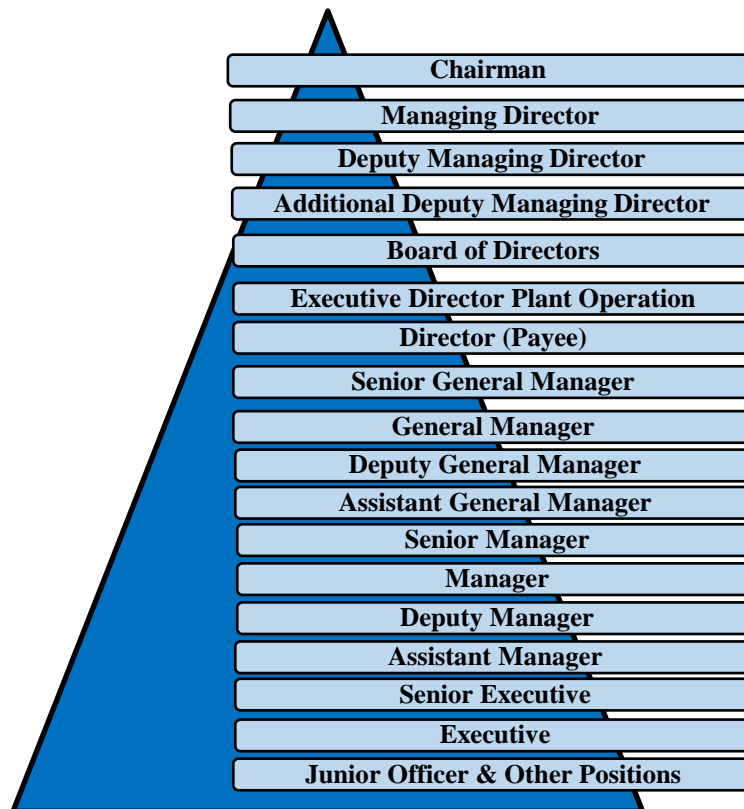 Chairman
Managing Director
Deputy Managing Director
Additional Deputy Managing Director
Board of Directors
Executive Director Plant Operation
Director (Payee)
Senior General Manager
General Manager
Deputy General Manager
Assistant General Manager
Senior Manager
Manager
Deputy Manager
Assistant Manager
Senior Executive
Executive
Junior Officer & Other Positions